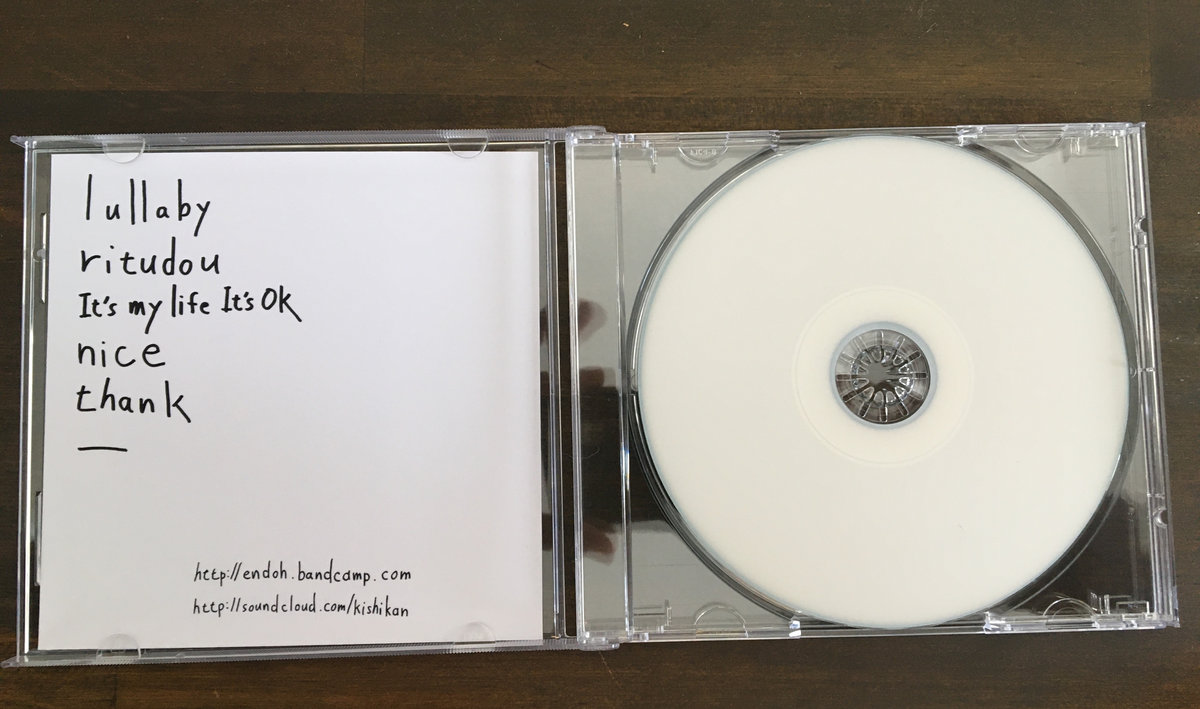 lullaby
ritudou
It's my life It's Ok
nice
thank
—
http://endoh.bandcamp.com
http://soundcloud.com/kishikan